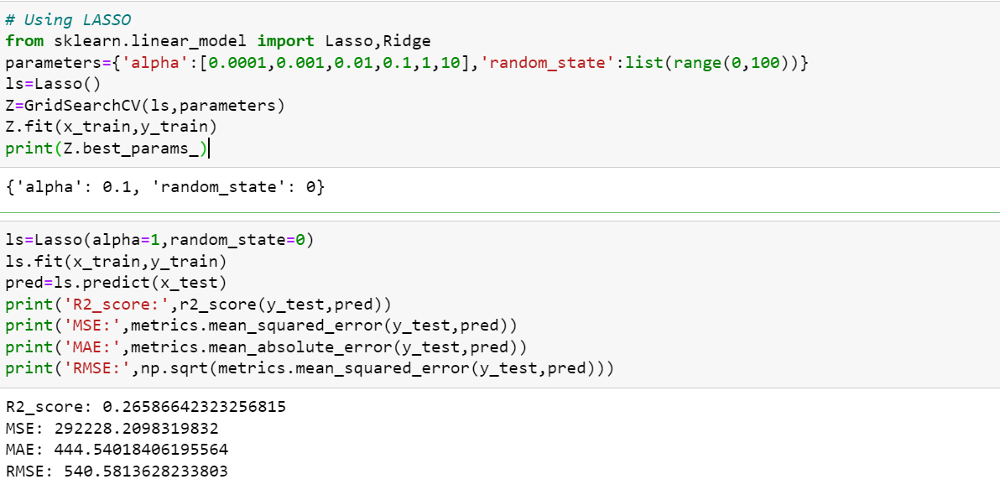 # Using LASSO
from sklearn.linear_model import Lasso,Ridge
parameters={'alpha':[0.0001,0.001,0.01,0.1,1,10],'random_state':list(range(0,100))}
ls=Lasso()
Z=GridSearchCV(ls,parameters)
Z.fit(x_train,y_train)
print(Z.best_params_)
{'alpha': 0.1, 'random_state': 0}
ls=Lasso(alpha=1,random_state=0)
ls.fit(x_train,y_train)
pred=ls.predict(x_test)
print('R2_score:',r2_score(y_test,pred))
print('MSE:',metrics.mean_squared_error(y_test,pred))
print('MAE:',metrics.mean_absolute_error(y_test,pred))
print('RMSE:',np.sqrt(metrics.mean_squared_error(y_test,pred)))
R2_score: 0.26586642323256815
MSE: 292228.2098319832
MAE: 444.54018406195564
RMSE: 540.5813628233803